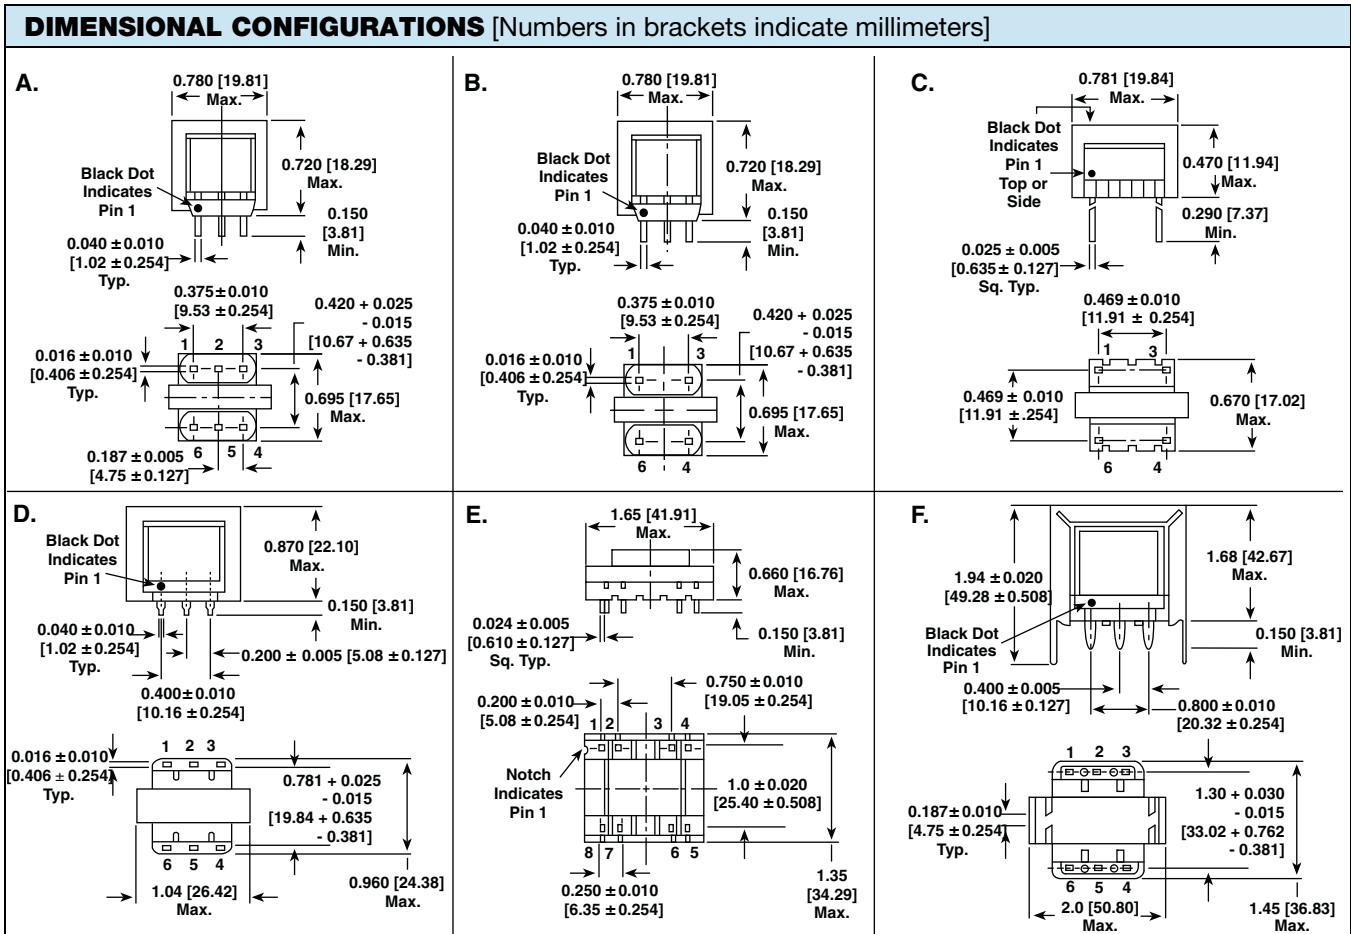 DIMENSIONAL CONFIGURATIONS [Numbers in brackets indicate millimeters]
A.
0.780 [19.81]
Max.
Black Dot
Indicates
Pin 1
0.720 [18.29]
Max.
0.150
[3.81]
Min.
0.040 ± 0.010
[1.02 ± 0.254]
Typ.
0.375 ± 0.010
[9.53 ± 0.254]
0.420 + 0.025
- 0.015
[10.67 + 0.635
- 0.381]
1 2 3
0.016 ± 0.010
[0.406 ± 0.254]
Typ.
0.695 [17.65]
Max.
6 5 4
0.187 ± 0.005
[4.75 ± 0.127]
B.
0.780 [19.81]
Max.
Black Dot
Indicates
Pin 1
0.720 [18.29]
Max.
0.150
[3.81]
Min.
0.040 ± 0.010
[1.02 ± 0.254]
Typ.
0.375 ± 0.010
[9.53 ± 0.254]
0.420 + 0.025
- 0.015
[10.67 + 0.635
- 0.381]
1 3
0.016 ± 0.010
[0.406 ± 0.254]
Typ.
0.695 [17.65]
Max.
6 4
C.
0.781 [19.84]
Max.
Black Dot
Indicates
Pin 1
Top or
Side
0.470 [11.94]
Max.
0.290 [7.37]
Min.
0.025 ± 0.005
[0.635 ± 0.127]
Sq. Typ.
0.469 ± 0.010
[11.91 ± .254]
1 3
0.469 ± 0.010
[11.91 ± .254]
0.670 [17.02]
Max.
6 4
D.
Black Dot
Indicates
Pin 1
0.870 [22.10]
Max.
0.150 [3.81]
Min.
0.040 ± 0.010
[1.02 ± 0.254]
Typ.
0.200 ± 0.005 [5.08 ± 0.127]
0.400 ± 0.010
[10.16 ± 0.254]
1 2 3
0.016 ± 0.010
[0.406 ± 0.254]
Typ.
0.781 + 0.025
- 0.015
[19.84 + 0.635
- 0.381]
6 5 4
1.04 [26.42]
Max.
0.960 [24.38]
Max.
E.
1.65 [41.91]
Max.
0.660 [16.76]
Max.
0.024 ± 0.005
[0.610 ± 0.127]
Sq. Typ.
0.150 [3.81]
Min.
0.750 ± 0.010
[19.05 ± 0.254]
0.200 ± 0.010
[5.08 ± 0.254]
1 2 3 4
Notch
Indicates
Pin 1
1.0 ± 0.020
[25.40 ± 0.508]
8 7 6 5
0.250 ± 0.010
[6.35 ± 0.254]
1.35
[34.29]
Max.
F.
1.94 ± 0.020
[49.28 ± 0.508]
1.68 [42.67]
Max.
Black Dot
Indicates
Pin 1
0.150 [3.81]
Min.
0.400 ± 0.005
[10.16 ± 0.127]
0.800 ± 0.010
[20.32 ± 0.254]
1 2 3
0.187 ± 0.010
[4.75 ± 0.254]
Typ.
1.30 + 0.030
- 0.015
[33.02 + 0.762
- 0.381]
6 5 4
2.0 [50.80]
Max.
1.45 [36.83]
Max.